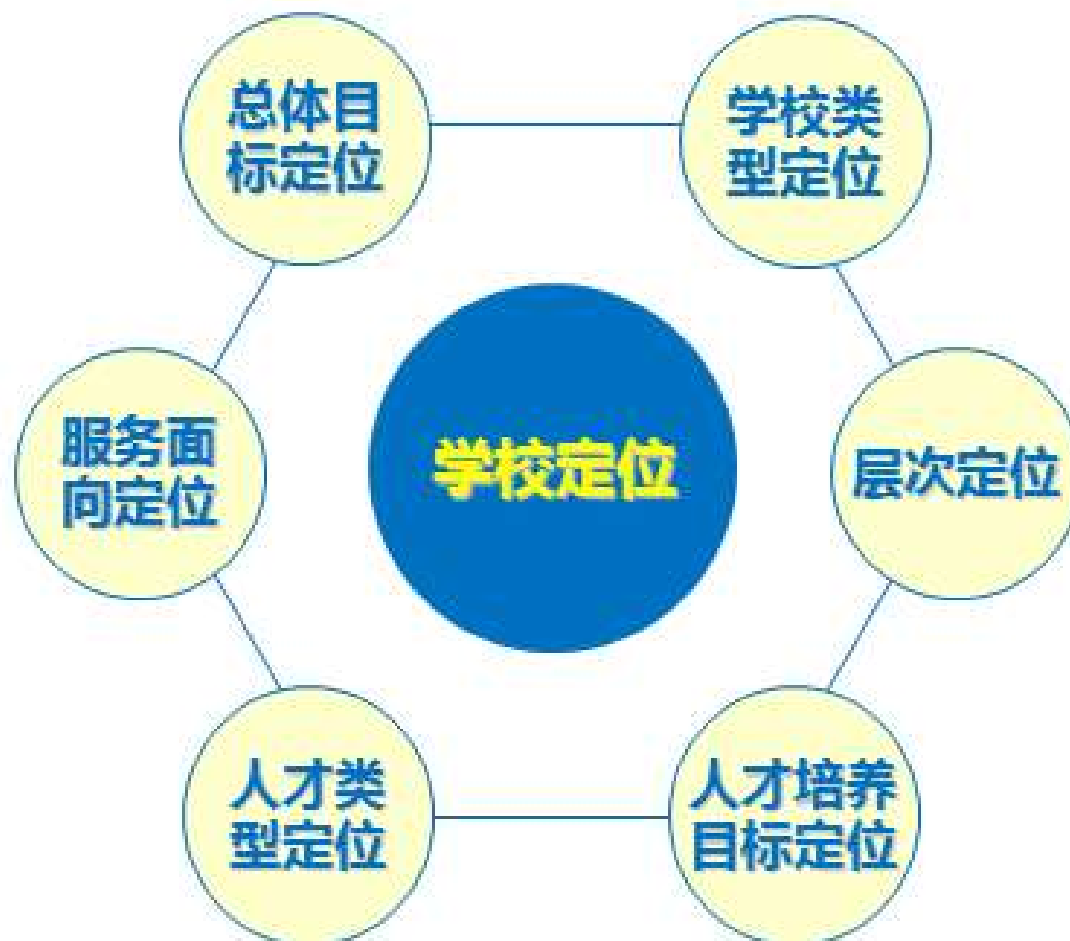 总体目
标定位
学校类
型定位
服务面
向定位
学校定位
层次定位
人才类
型定位
人才培养
目标定位